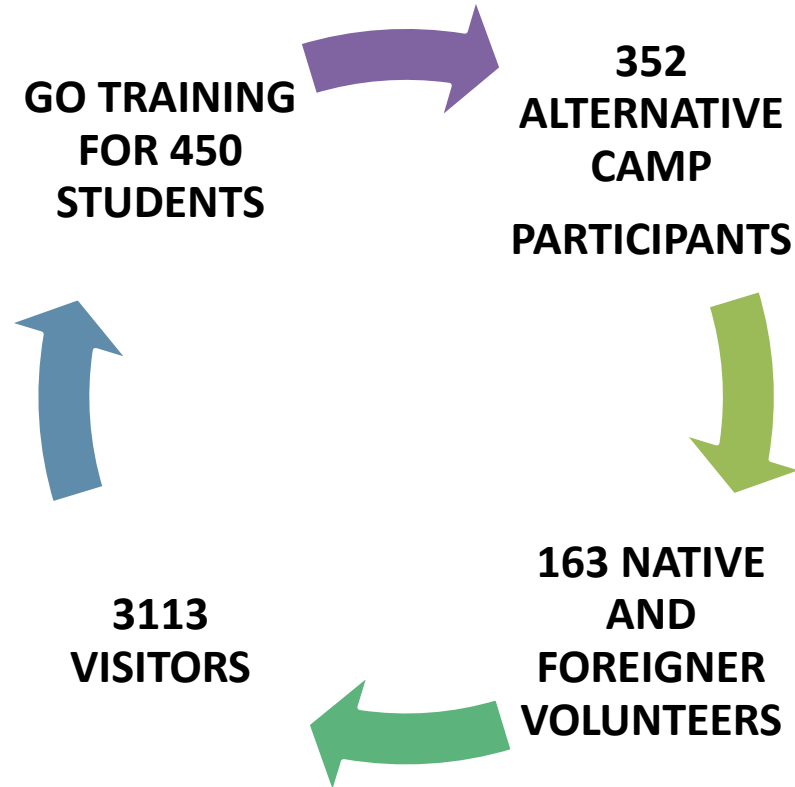 GO TRAINING
FOR 450
STUDENTS
352
ALTERNATIVE
CAMP
PARTICIPANTS
163 NATIVE
AND
FOREIGNER
VOLUNTEERS
3113
VISITORS